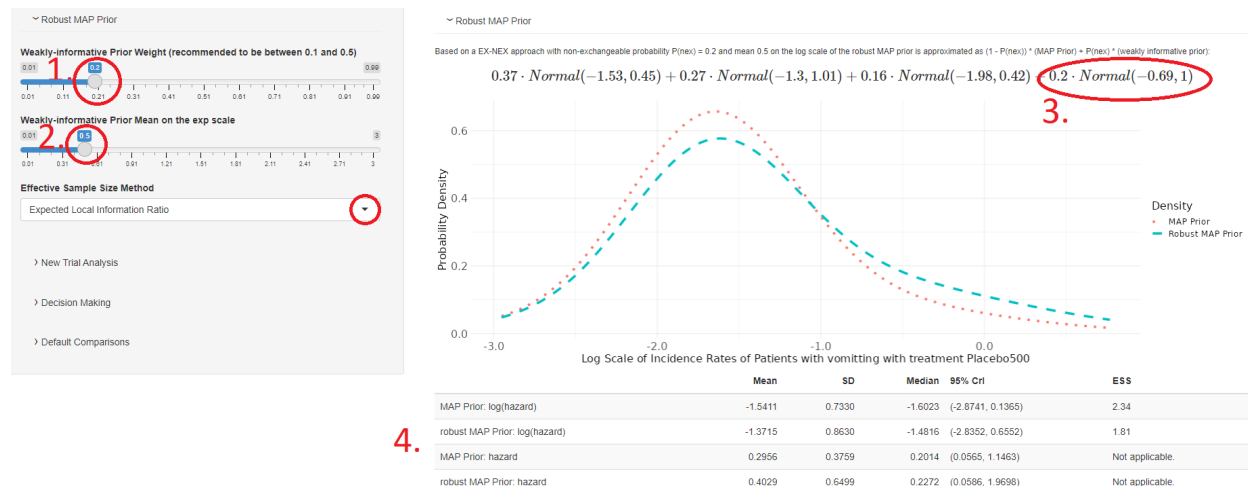 Robust MAP Prior
Weakly-informative Prior Weight (recommended to be between 0.1 and 0.5)
1.
0.01 0.2 0.99
0.01 0.11 0.21 0.31 0.41 0.51 0.61 0.71 0.81 0.91 0.99
Weakly-informative Prior Mean on the exp scale
2.
0.01 0.5 3
0.01 0.31 0.91 1.21 1.51 1.81 2.11 2.41 2.71 3
Effective Sample Size Method
Expected Local Information Ratio
New Trial Analysis
Decision Making
Default Comparisons
Robust MAP Prior
Based on a EX-NEX approach with non-exchangeable probability P(nex) = 0.2 and mean 0.5 on the log scale of the robust MAP prior is approximated as (1 - P(nex)) * (MAP Prior) + P(nex) * (weakly informative prior):
0.37 · Normal(−1.53, 0.45) + 0.27 · Normal(−1.3, 1.01) + 0.16 · Normal(−1.98, 0.42) + 0.2 · Normal(−0.69, 1)
3.
Probability Density
0.6
0.4
0.2
0.0
-3.0 -2.0 -1.0 0.0
Log Scale of Incidence Rates of Patients with vomitting with treatment Placebo500
Density
MAP Prior
Robust MAP Prior
4.
Mean SD Median 95% CrI ESS
MAP Prior: log(hazard) -1.5411 0.7330 -1.6023 (-2.8741, 0.1365) 2.34
robust MAP Prior: log(hazard) -1.3715 0.8630 -1.4816 (-2.8352, 0.6552) 1.81
MAP Prior: hazard 0.2956 0.3759 0.2014 (0.0565, 1.1463) Not applicable.
robust MAP Prior: hazard 0.4029 0.6499 0.2272 (0.0586, 1.9698) Not applicable.